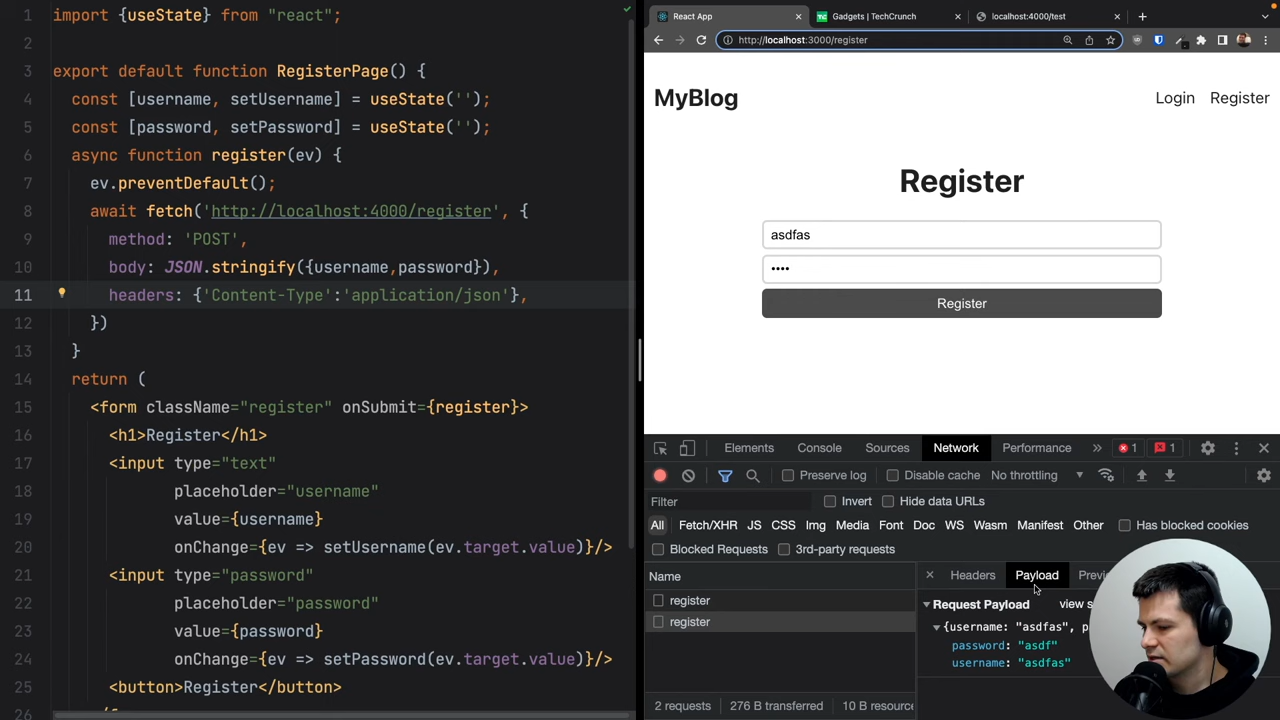 1 import {useState} from "react";
2
3 export default function RegisterPage() {
4 const [username, setUsername] = useState('');
5 const [password, setPassword] = useState('');
6 async function register(ev) {
7 ev.preventDefault();
8 await fetch('http://localhost:4000/register', {
9 method: 'POST',
10 body: JSON.stringify({username,password}),
11 headers: {'Content-Type':'application/json'},
12 })
13 }
14 return (
15 <form className="register" onSubmit={register}>
16 <h1>Register</h1>
17 <input type="text"
18 placeholder="username"
19 value={username}
20 onChange={ev => setUsername(ev.target.value)}/>
21 <input type="password"
22 placeholder="password"
23 value={password}
24 onChange={ev => setPassword(ev.target.value)}/>
25 <button>Register</button>
26
React App
Gadgets | TechCrunch
localhost:4000/test
http://localhost:3000/register
MyBlog
Login Register
Register
asdfas
••••
Register
Elements Console Sources Network Performance » 1 1
Preserve log Disable cache No throttling
Filter Invert Hide data URLs
All Fetch/XHR JS CSS Img Media Font Doc WS Wasm Manifest Other Has blocked cookies
Blocked Requests 3rd-party requests
Name
register
register
2 requests 276 B transferred 10 B resource
Headers Payload
Request Payload view
{username: "asdfas",
password: "asdf"
username: "asdfas"